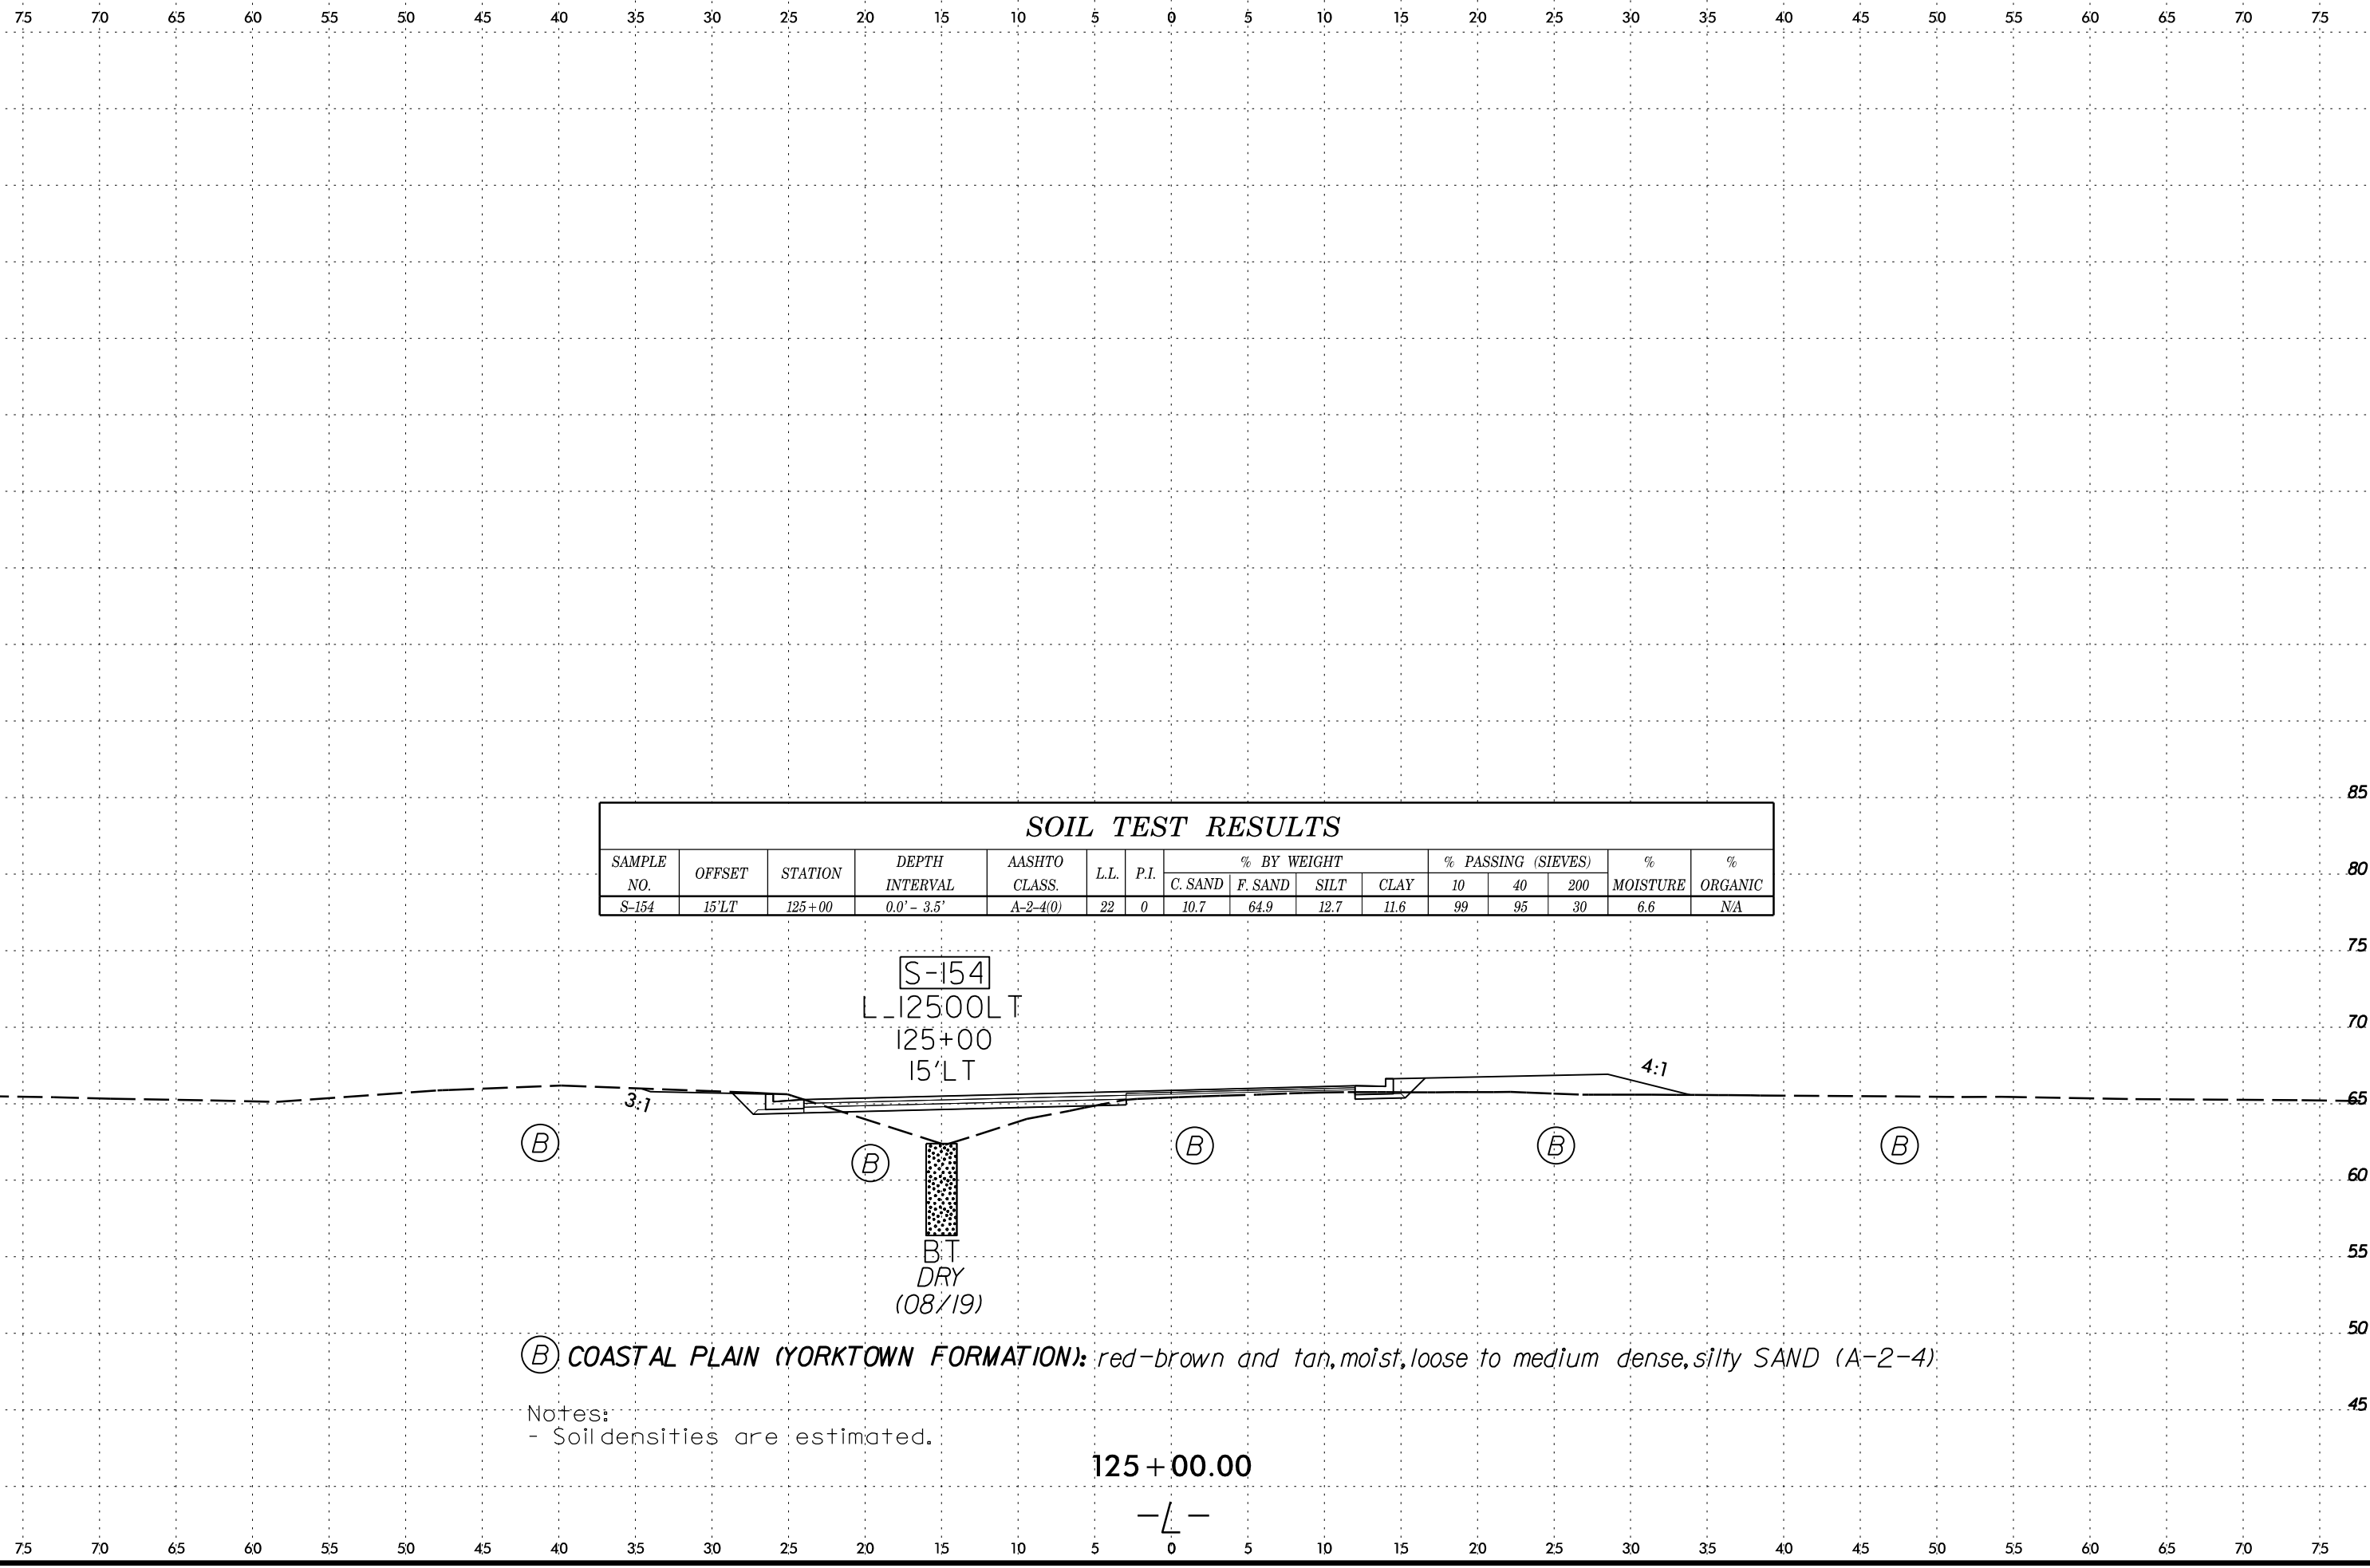 75 70 65 60 55 50 45 40 35 30 25 20 15 10 5 0 5 10 15 20 25 30 35 40 45 50 55 60 65 70 75
85
SOIL TEST RESULTS
SAMPLE NO. OFFSET STATION DEPTH INTERVAL AASHTO CLASS. L.L. P.I. % BY WEIGHT % PASSING (SIEVES) % MOISTURE % ORGANIC
80
C. SAND F. SAND SILT CLAY 10 40 200
S-154 15'LT 125+00 0.0' - 3.5' A-2-4(0) 22 0 10.7 64.9 12.7 11.6 99 95 30 6.6 N/A
75
S-154
L_12500LT
70
125+00
15'LT
4:1
3:1
65
B B B B B
60
BT
55
DRY
(08/19)
50
B COASTAL PLAIN (YORKTOWN FORMATION): red-brown and tan, moist, loose to medium dense, silty SAND (A-2-4)
45
Notes:
- Soil densities are estimated.
125+00.00
-L-
75 70 65 60 55 50 45 40 35 30 25 20 15 10 5 0 5 10 15 20 25 30 35 40 45 50 55 60 65 70 75